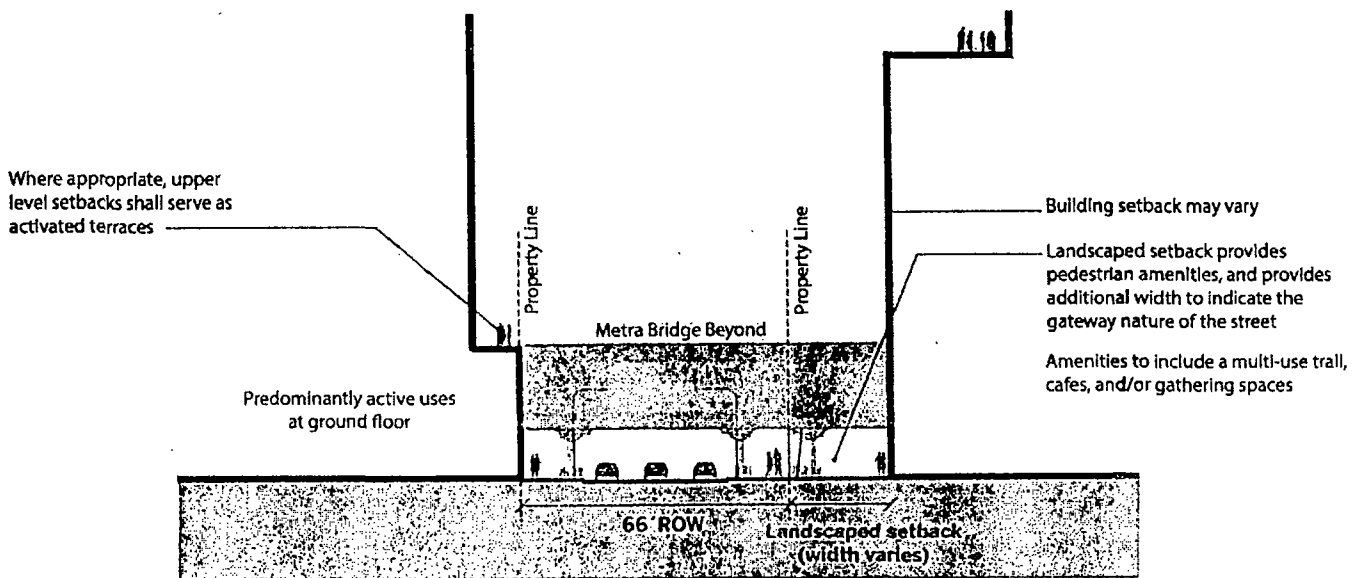 Where appropriate, upper
level setbacks shall serve as
activated terraces
Property Line
Property Line
Metra Bridge Beyond
Predominantly active uses
at ground floor
Building setback may vary
Landscaped setback provides
pedestrian amenities, and provides
additional width to indicate the
gateway nature of the street
Amenities to include a multi-use trail,
cafes, and/or gathering spaces
66 ROW
Landscaped setback
(width varies)